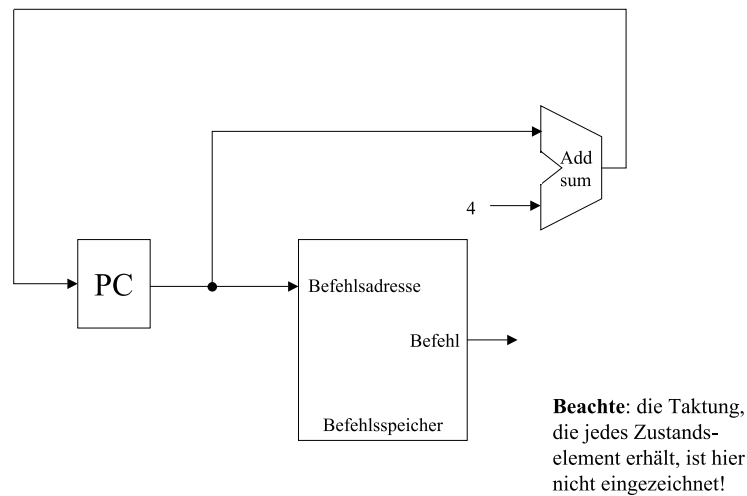 Add
sum
4
PC
Befehlsadresse
Befehl
Befehlsspeicher
Beachte: die Taktung,
die jedes Zustands-
element erhält, ist hier
nicht eingezeichnet!